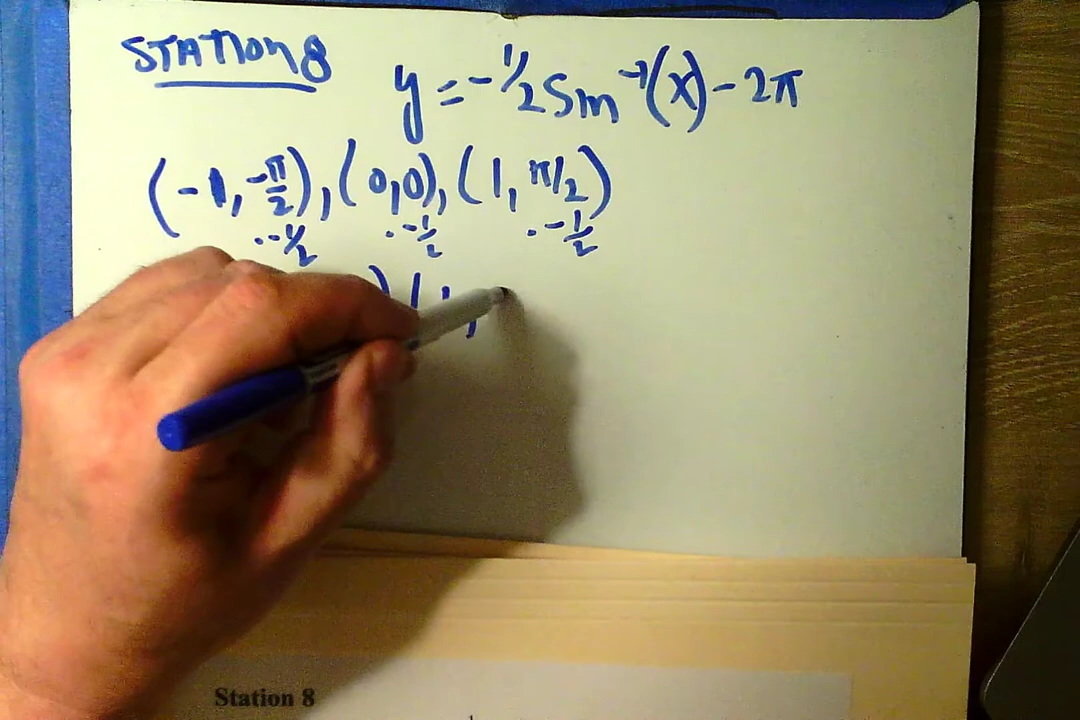 STATION 8
y = -1/2 Sin⁻¹(x) - 2π
(-1, -π/2), (0,0), (1, π/2)
·-1/2 ·-1/2 ·-1/2
) (1,
Station 8